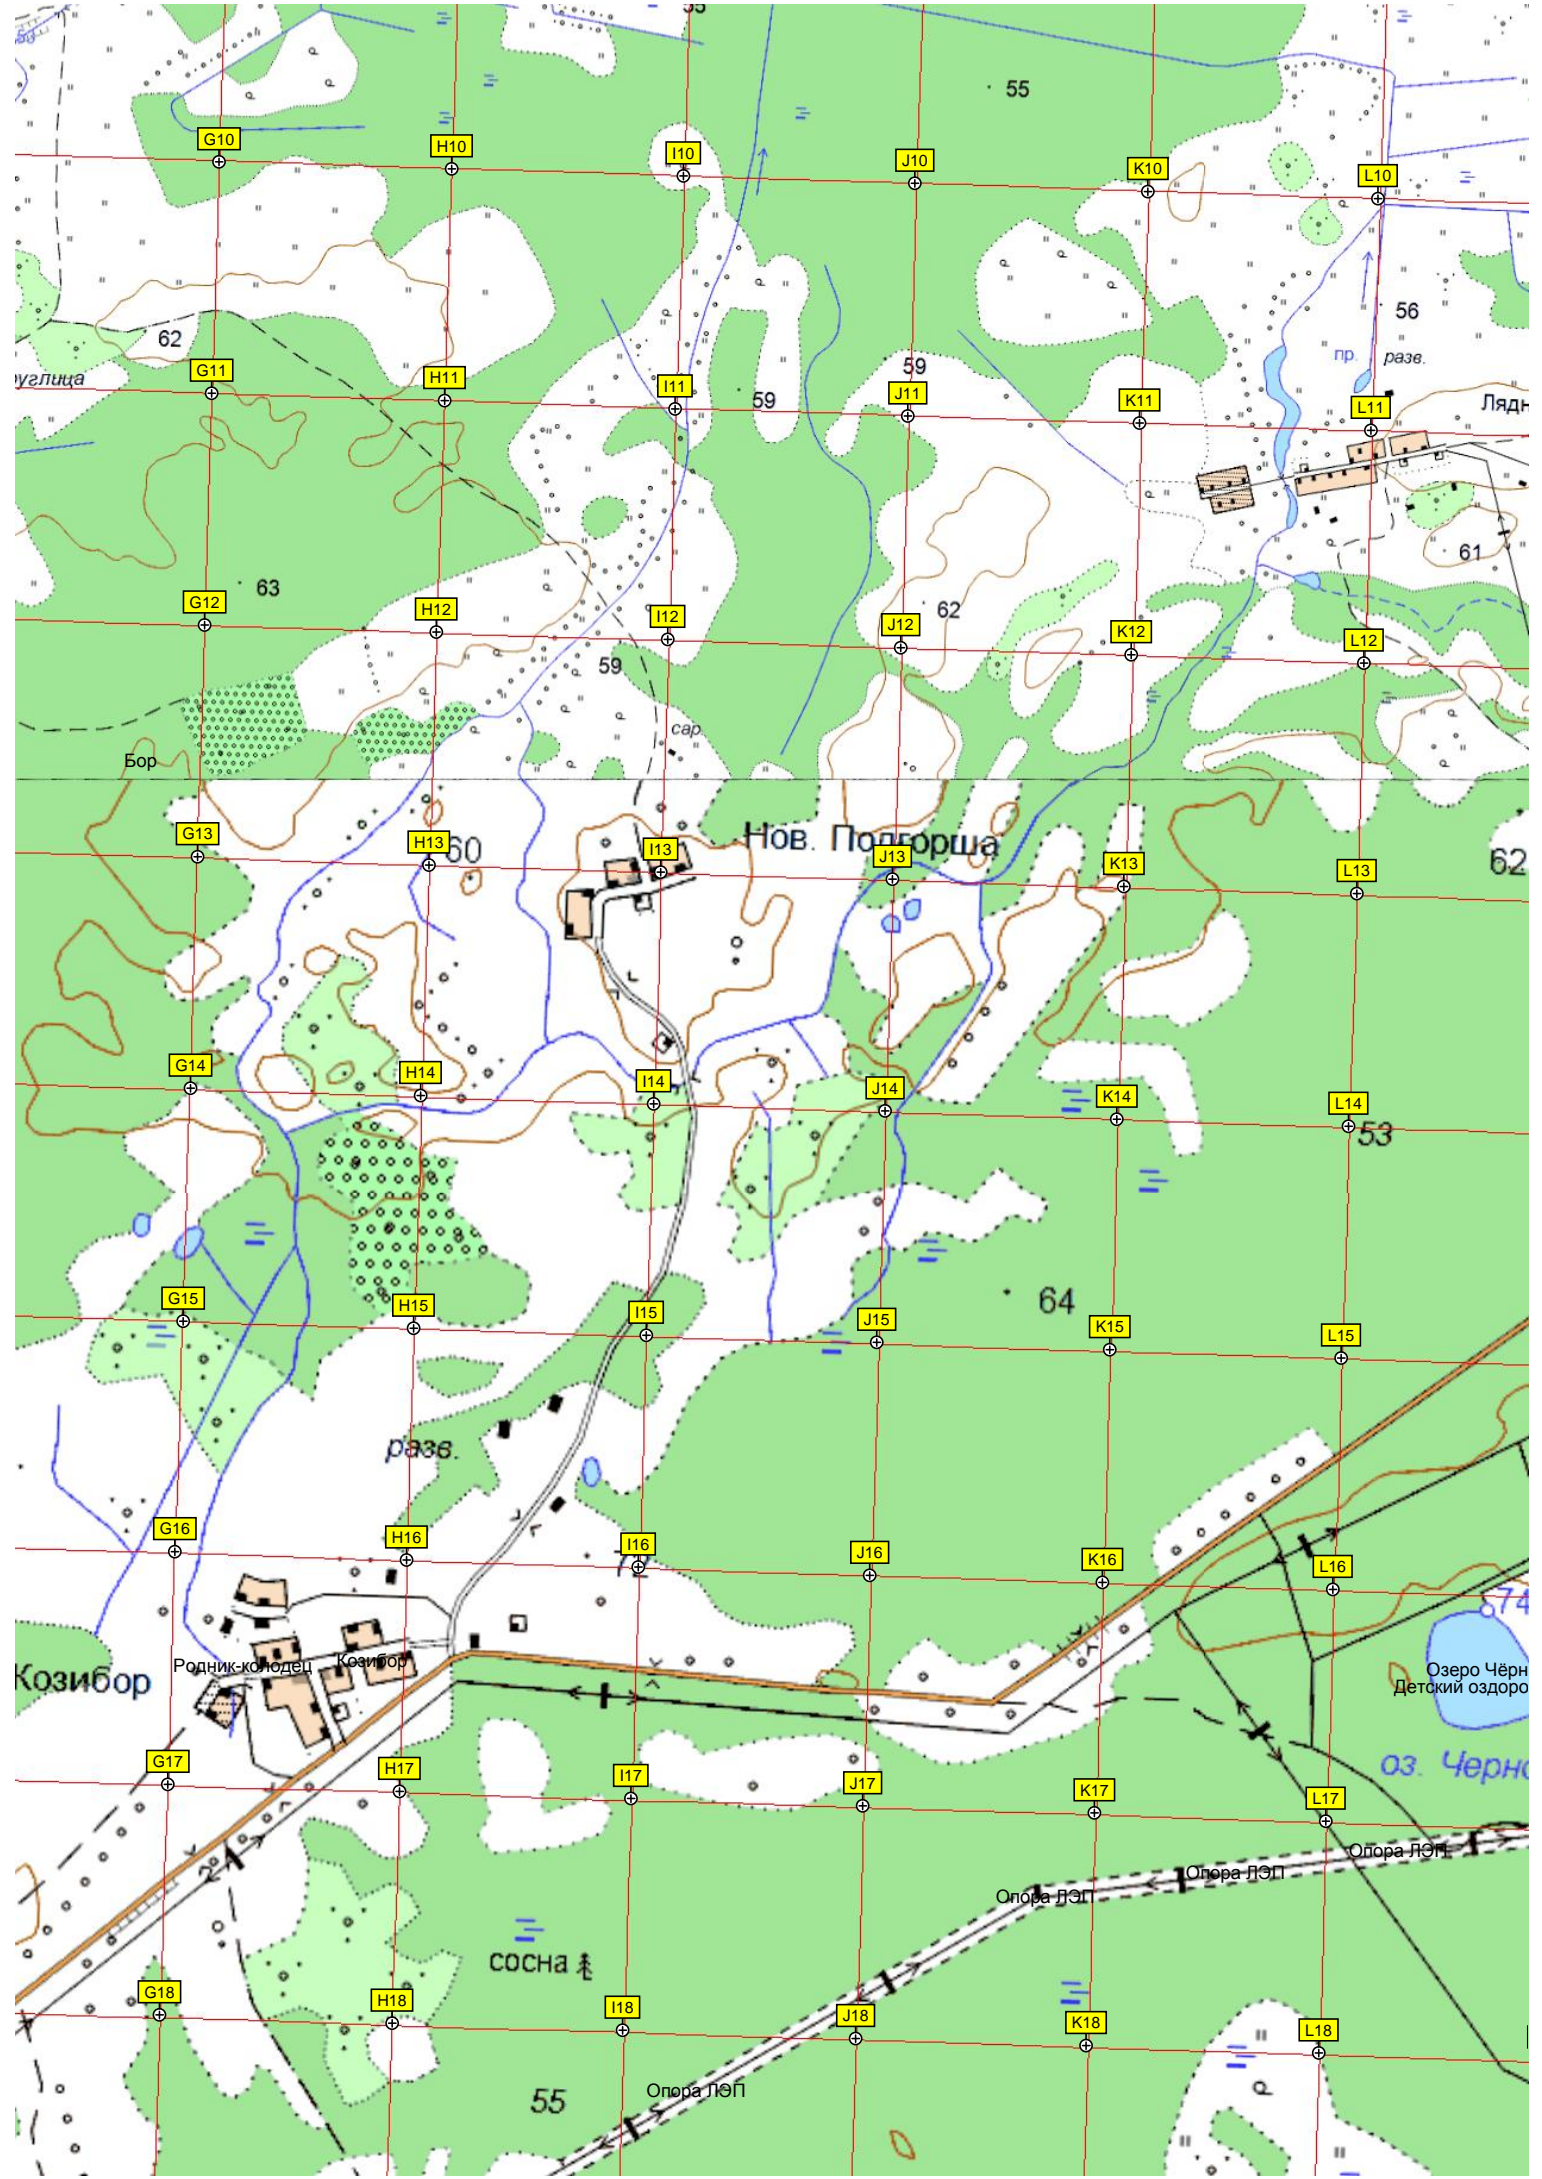 55
G10
H10
I10
J10
K10
L10
62
59
59
56
пр.
разв.
углица
G11
H11
I11
J11
K11
L11
Лядн
61
63
G12
H12
I12
J12
K12
L12
62
59
сар.
Бор
G13
H13
60
I13
Нов. Подгорша
J13
K13
L13
62
G14
H14
I14
J14
K14
L14
53
64
G15
H15
I15
J15
K15
L15
разв.
G16
H16
I16
J16
K16
L16
74
Козибор
Родник-колодец
Козибор
Озеро Чёрн
Детский оздоро
оз. Черно
G17
H17
I17
J17
K17
L17
Опора ЛЭП
Опора ЛЭП
Опора ЛЭП
сосна
G18
H18
I18
J18
K18
L18
Опора ЛЭП
55